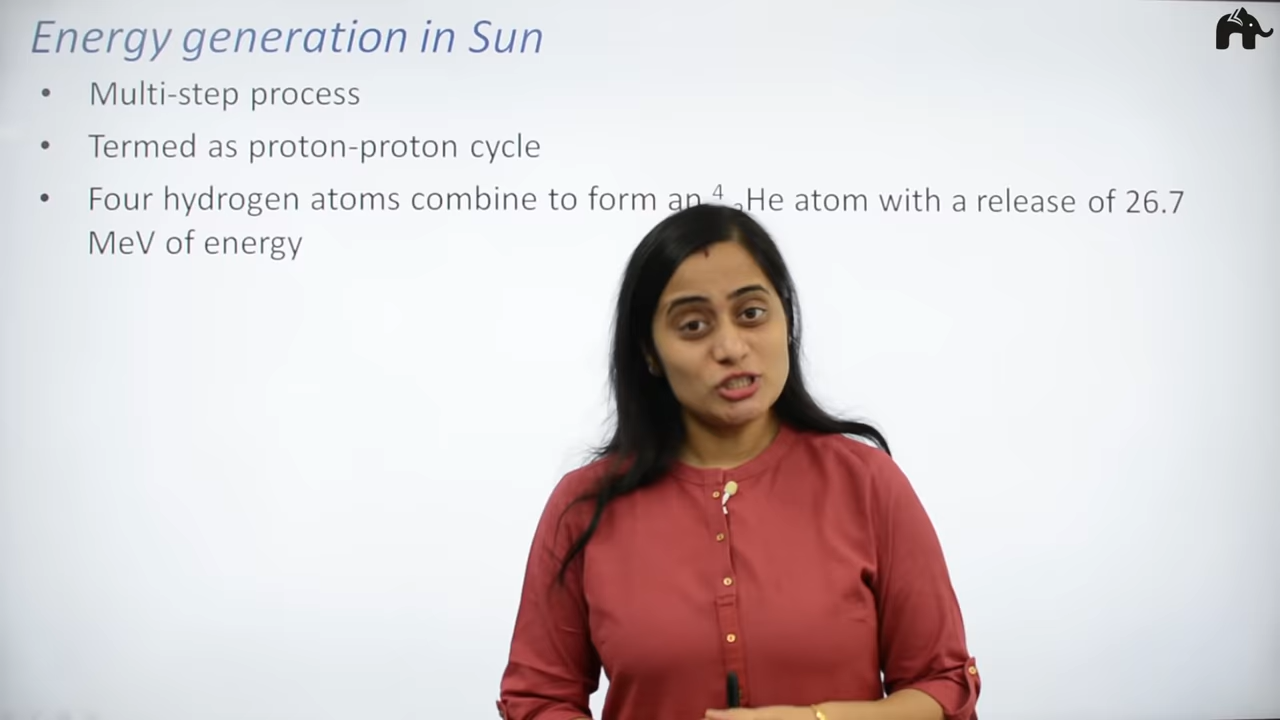 Energy generation in Sun
• Multi-step process
• Termed as proton-proton cycle
• Four hydrogen atoms combine to form an ⁴₂He atom with a release of 26.7
MeV of energy